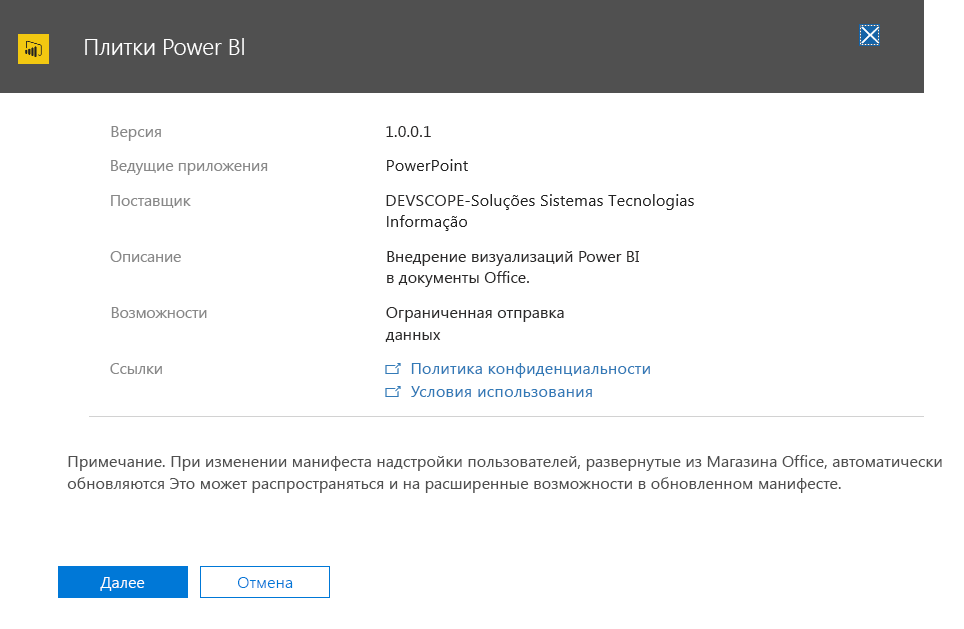 Плитки Power BI
Версия 1.0.0.1
Ведущие приложения PowerPoint
Поставщик DEVSCOPE-Soluções Sistemas Tecnologias
Informação
Описание Внедрение визуализаций Power BI
в документы Office.
Возможности Ограниченная отправка
данных
Ссылки Политика конфиденциальности
Условия использования
Примечание. При изменении манифеста надстройки пользователей, развернутые из Магазина Office, автоматически
обновляются Это может распространяться и на расширенные возможности в обновленном манифесте.
Далее Отмена